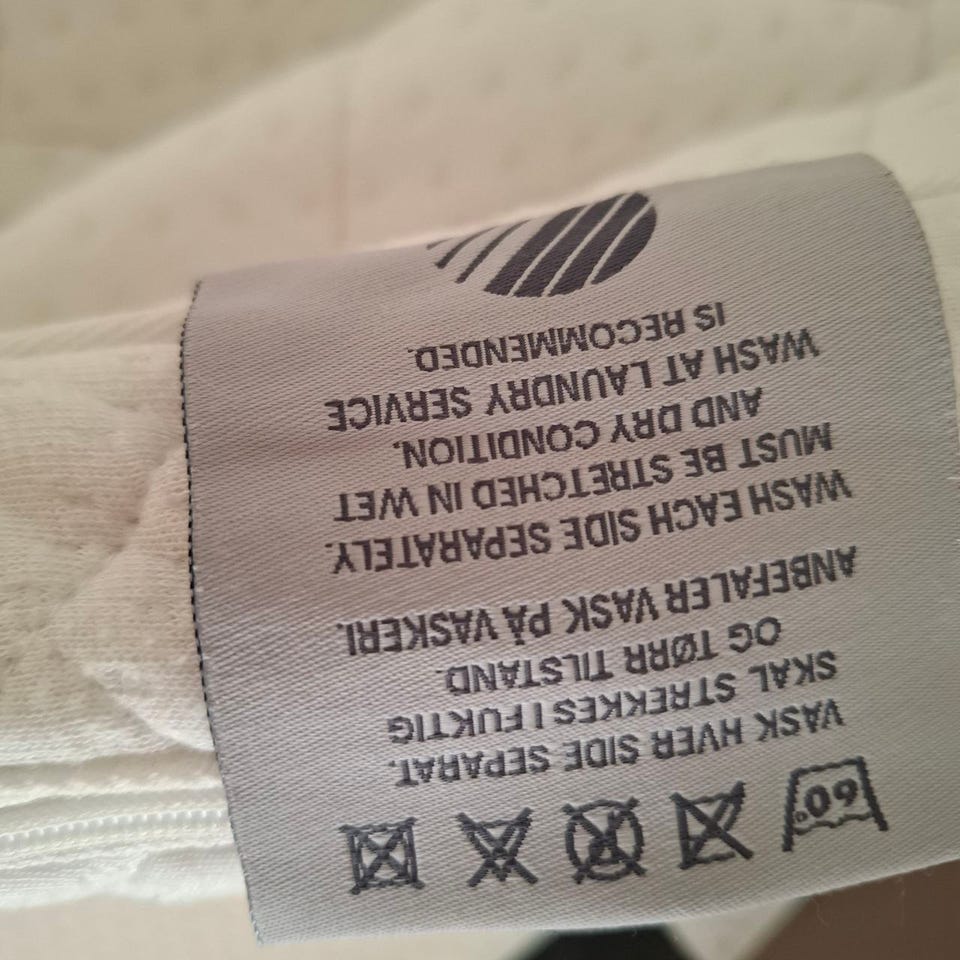 60°
VASK HVER SIDE SEPARAT.
SKAL STREKKES I FUKTIG
OG TØRR TILSTAND.
ANBEFALER VASK PÅ VASKERI.
WASH EACH SIDE SEPARATELY.
MUST BE STRETCHED IN WET
AND DRY CONDITION.
WASH AT LAUNDRY SERVICE
IS RECOMMENDED.